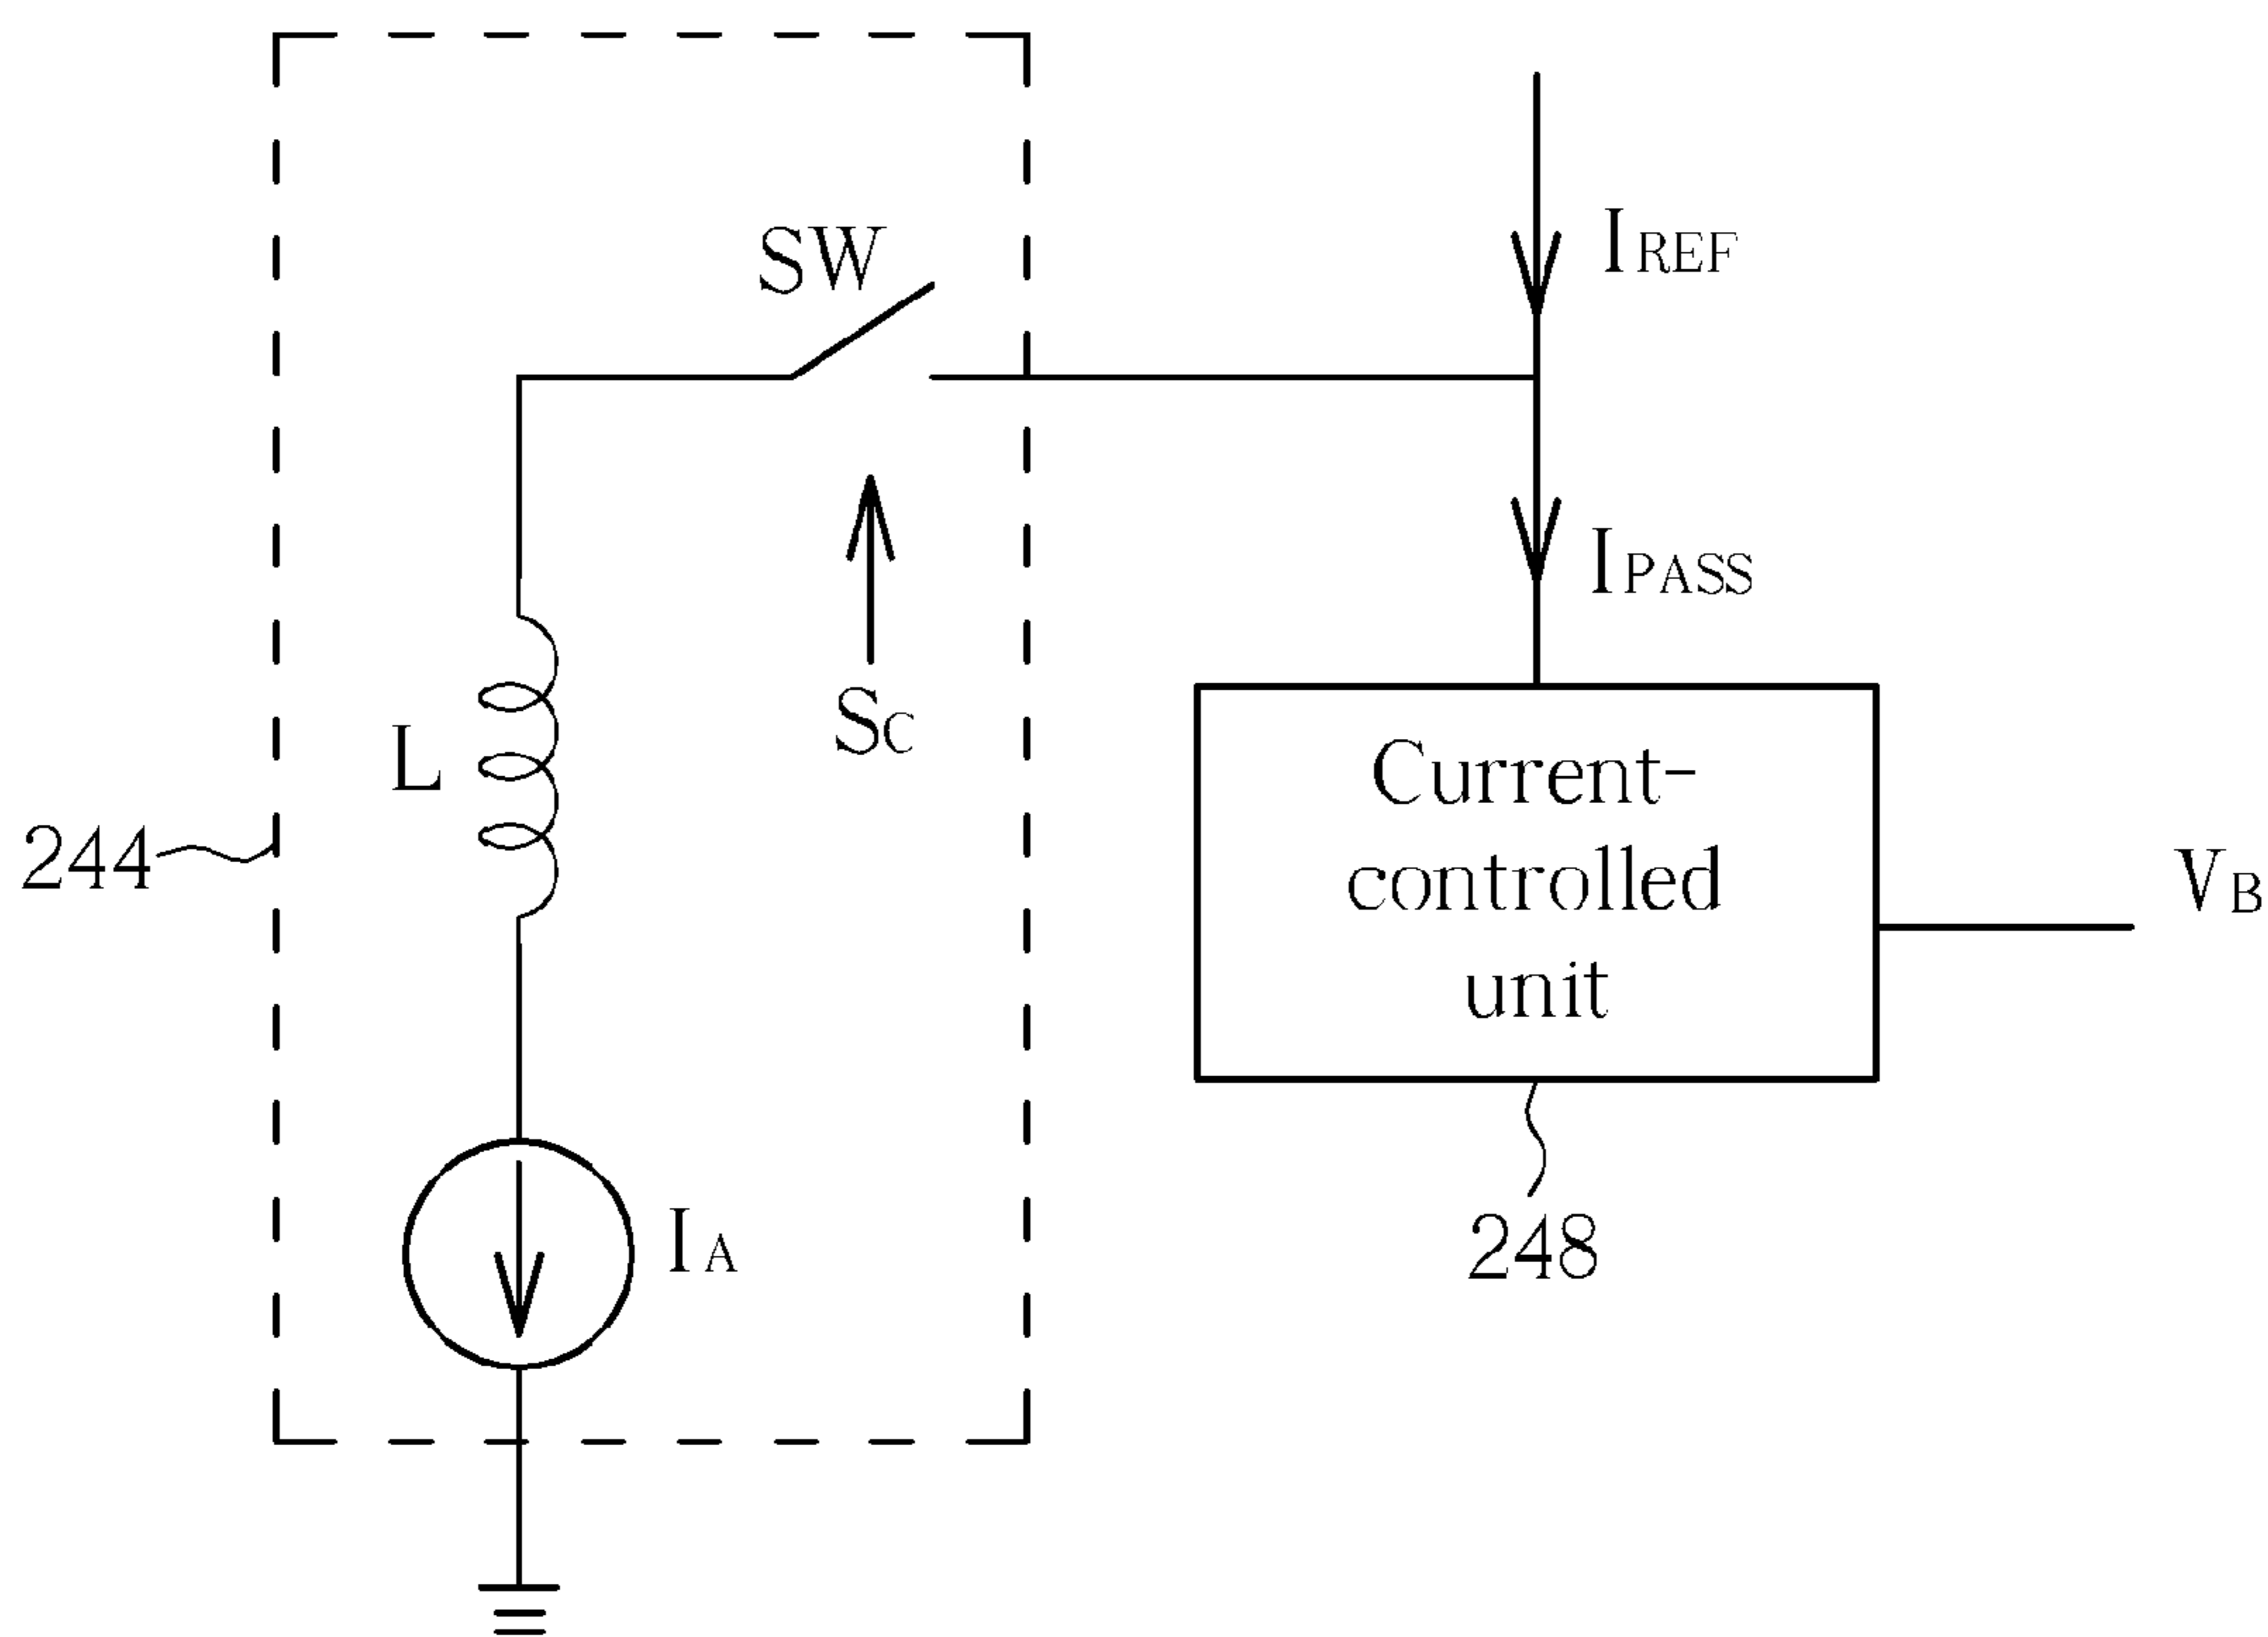 SW
IREF
IPASS
SC
L
Current-
controlled
unit
244
VB
IA
248